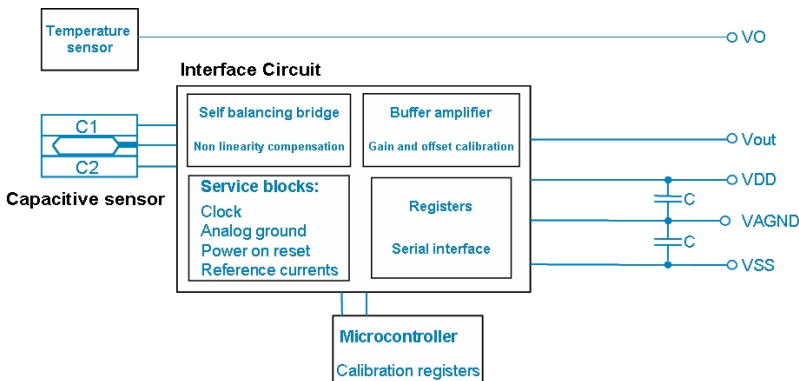 Temperature
sensor
VO
Interface Circuit
C1
C2
Capacitive sensor
Self balancing bridge
Non linearity compensation
Buffer amplifier
Gain and offset calibration
Service blocks:
Clock
Analog ground
Power on reset
Reference currents
Registers
Serial interface
Vout
VDD
C
VAGND
C
VSS
Microcontroller
Calibration registers